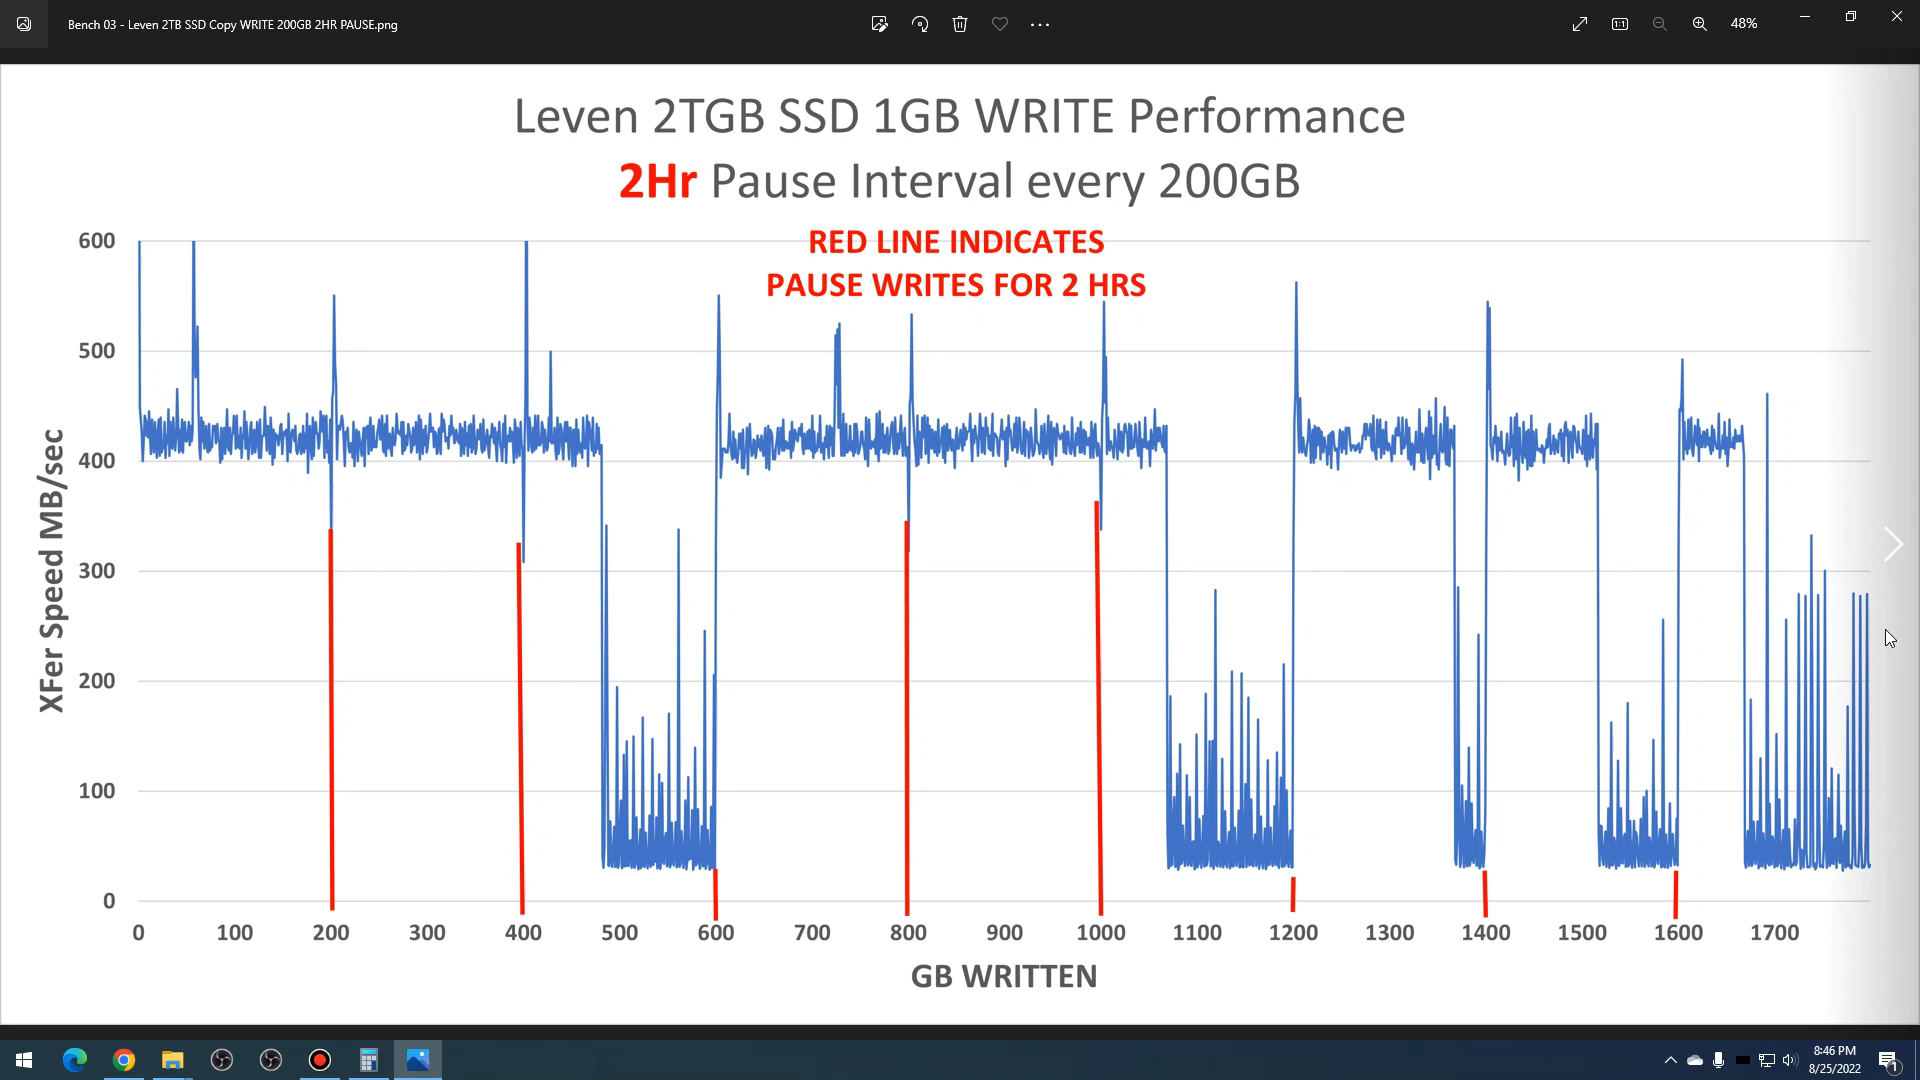 Bench 03 - Leven 2TB SSD Copy WRITE 200GB 2HR PAUSE.png
1:1
48%
Leven 2TGB SSD 1GB WRITE Performance
2Hr Pause Interval every 200GB
RED LINE INDICATES
PAUSE WRITES FOR 2 HRS
600
500
400
300
200
100
0
XFer Speed MB/sec
0 100 200 300 400 500 600 700 800 900 1000 1100 1200 1300 1400 1500 1600 1700
GB WRITTEN
8:46 PM
8/25/2022
1